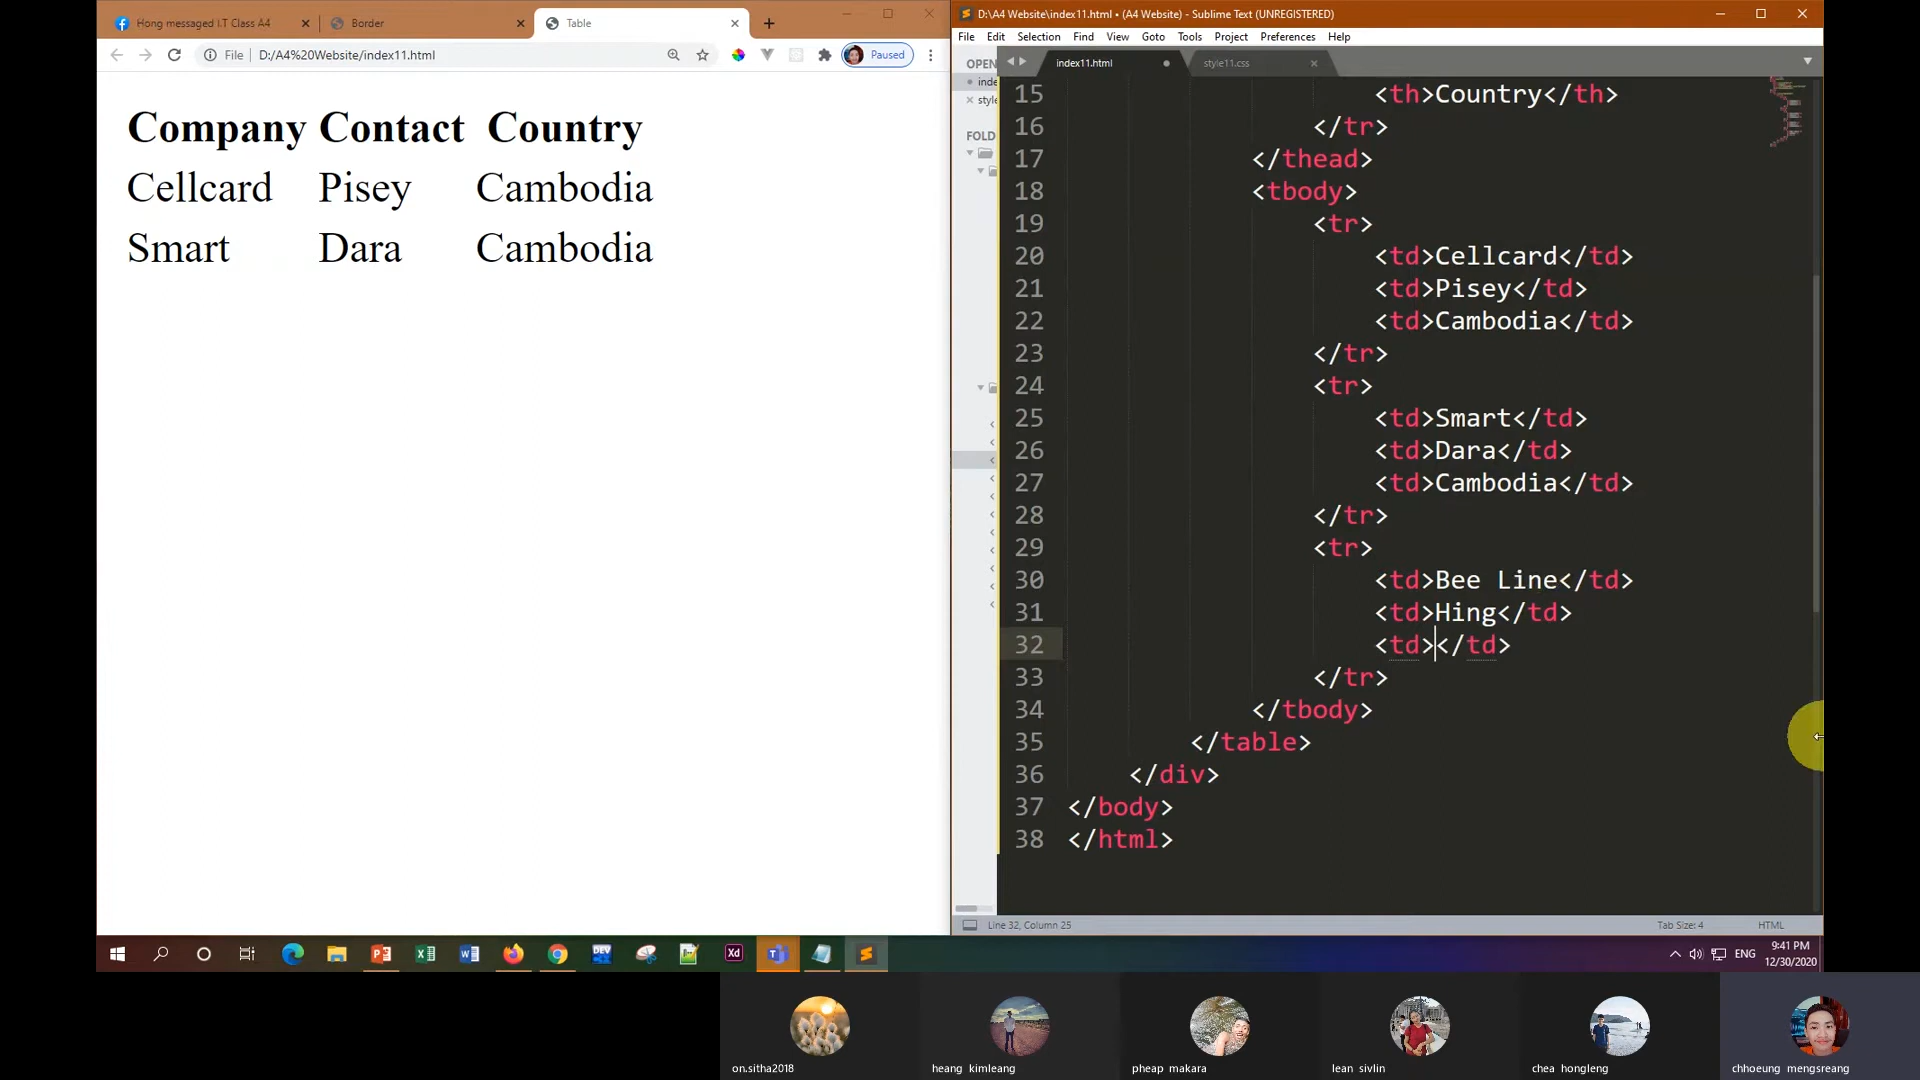 Hong messaged I.T Class A4
Border
Table
File
D:/A4%20Website/index11.html
Paused
Company Contact Country
Cellcard Pisey Cambodia
Smart Dara Cambodia
D:\A4 Website\index11.html • (A4 Website) - Sublime Text (UNREGISTERED)
File Edit Selection Find View Goto Tools Project Preferences Help
index11.html
style11.css
OPEN
inde
style
FOLD
15 <th>Country</th>
16 </tr>
17 </thead>
18 <tbody>
19 <tr>
20 <td>Cellcard</td>
21 <td>Pisey</td>
22 <td>Cambodia</td>
23 </tr>
24 <tr>
25 <td>Smart</td>
26 <td>Dara</td>
27 <td>Cambodia</td>
28 </tr>
29 <tr>
30 <td>Bee Line</td>
31 <td>Hing</td>
32 <td></td>
33 </tr>
34 </tbody>
35 </table>
36 </div>
37 </body>
38 </html>
Line 32, Column 25
Tab Size: 4
HTML
DEV
Xd
ENG
9:41 PM
12/30/2020
on.sitha2018
heang kimleang
pheap makara
lean sivlin
chea hongleng
chhoeung mengsreang